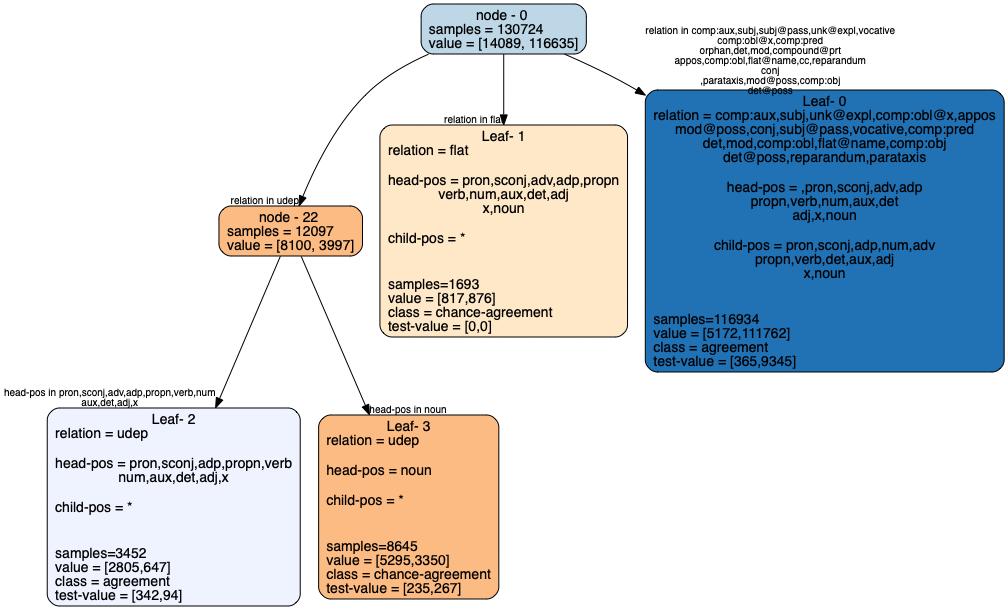 node - 0
samples = 130724
value = [14089, 116635]
relation in comp:aux,subj,subj@pass,unk@expl,vocative
comp:obl@x,comp:pred
orphan,det,mod,compound@prt
appos,comp:obl,flat@name,cc,reparandum
conj
,parataxis,mod@poss,comp:obj
det@poss
Leaf- 0
relation = comp:aux,subj,unk@expl,comp:obl@x,appos
mod@poss,conj,subj@pass,vocative,comp:pred
det,mod,comp:obl,flat@name,comp:obj
det@poss,reparandum,parataxis
head-pos = ,pron,sconj,adv,adp
propn,verb,num,aux,det
adj,x,noun
child-pos = pron,sconj,adp,num,adv
propn,verb,det,aux,adj
x,noun
samples=116934
value = [5172,111762]
class = agreement
test-value = [365,9345]
relation in flat
Leaf- 1
relation = flat
head-pos = pron,sconj,adv,adp,propn
verb,num,aux,det,adj
x,noun
child-pos = *
samples=1693
value = [817,876]
class = chance-agreement
test-value = [0,0]
relation in udep
node - 22
samples = 12097
value = [8100, 3997]
head-pos in pron,sconj,adv,adp,propn,verb,num
aux,det,adj,x
Leaf- 2
relation = udep
head-pos = pron,sconj,adp,propn,verb
num,aux,det,adj,x
child-pos = *
samples=3452
value = [2805,647]
class = agreement
test-value = [342,94]
head-pos in noun
Leaf- 3
relation = udep
head-pos = noun
child-pos = *
samples=8645
value = [5295,3350]
class = chance-agreement
test-value = [235,267]